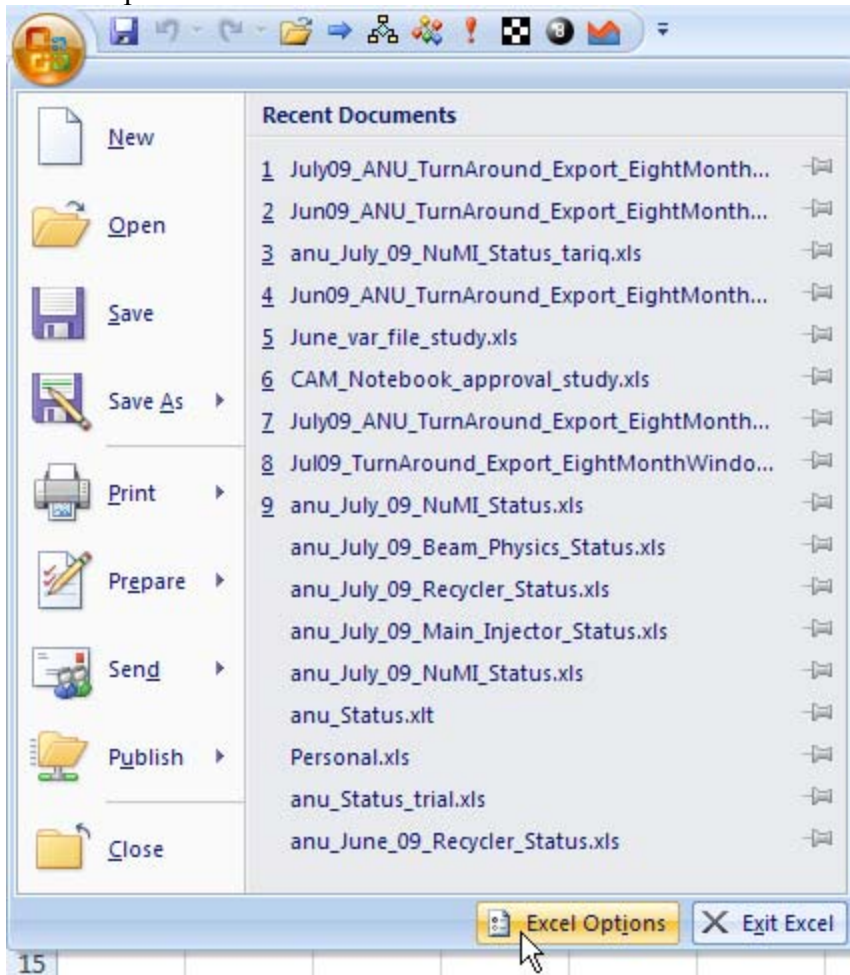 New
Open
Save
Save As
Print
Prepare
Send
Publish
Close
Recent Documents
1 July09_ANU_TurnAround_Export_EightMonth...
2 Jun09_ANU_TurnAround_Export_EightMonth...
3 anu_July_09_NuMI_Status_tariq.xls
4 Jun09_ANU_TurnAround_Export_EightMonth...
5 June_var_file_study.xls
6 CAM_Notebook_approval_study.xls
7 July09_ANU_TurnAround_Export_EightMonth...
8 Jul09_TurnAround_Export_EightMonthWindo...
9 anu_July_09_NuMI_Status.xls
anu_July_09_Beam_Physics_Status.xls
anu_July_09_Recycler_Status.xls
anu_July_09_Main_Injector_Status.xls
anu_July_09_NuMI_Status.xls
anu_Status.xlt
Personal.xls
anu_Status_trial.xls
anu_June_09_Recycler_Status.xls
Excel Options
Exit Excel
15